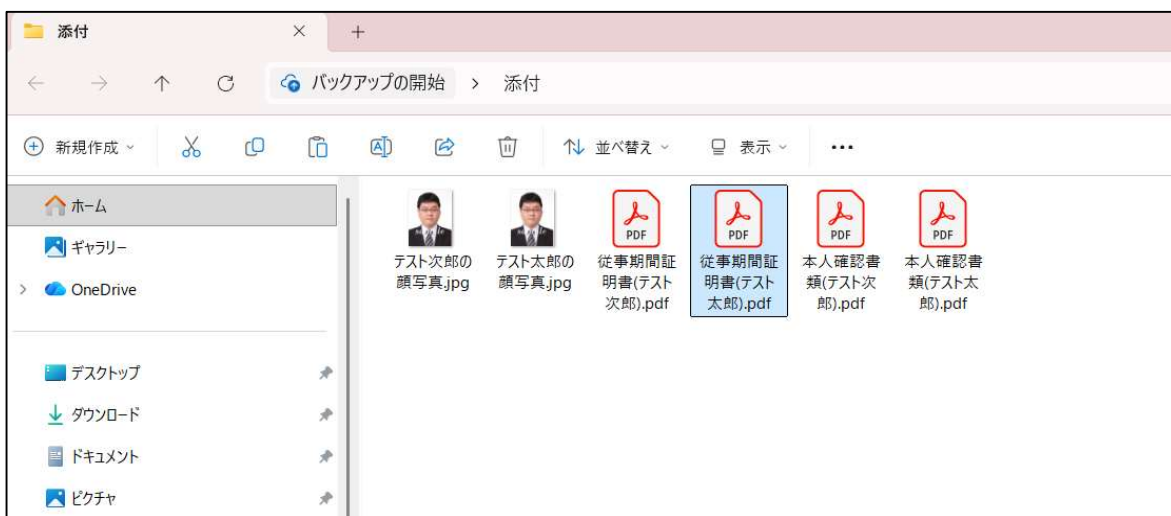 添付
バックアップの開始 > 添付
新規作成 並べ替え 表示
ホーム
ギャラリー
OneDrive
デスクトップ
ダウンロード
ドキュメント
ピクチャ
sample
テスト次郎の
顔写真.jpg
sample
テスト太郎の
顔写真.jpg
PDF
従事期間証
明書(テスト
次郎).pdf
PDF
従事期間証
明書(テスト
太郎).pdf
PDF
本人確認書
類(テスト次
郎).pdf
PDF
本人確認書
類(テスト太
郎).pdf